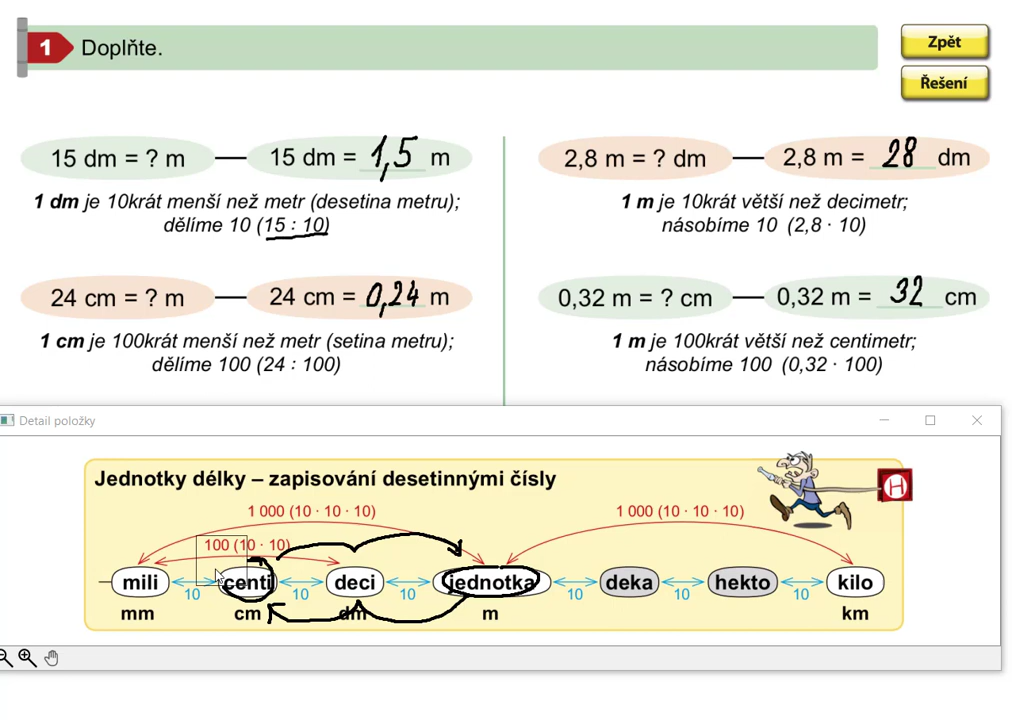 1 Doplňte.
Zpět
Řešení
15 dm = ? m — 15 dm = 1,5 m
1 dm je 10krát menší než metr (desetina metru);
dělíme 10 (15 : 10)
2,8 m = ? dm — 2,8 m = 28 dm
1 m je 10krát větší než decimetr;
násobíme 10 (2,8 · 10)
24 cm = ? m — 24 cm = 0,24 m
1 cm je 100krát menší než metr (setina metru);
dělíme 100 (24 : 100)
0,32 m = ? cm — 0,32 m = 32 cm
1 m je 100krát větší než centimetr;
násobíme 100 (0,32 · 100)
Detail položky
Jednotky délky – zapisování desetinnými čísly
H
1 000 (10 · 10 · 10) 1 000 (10 · 10 · 10)
100 (10 · 10)
mili centi deci jednotka deka hekto kilo
10 10 10 10 10 10
mm cm dm m km